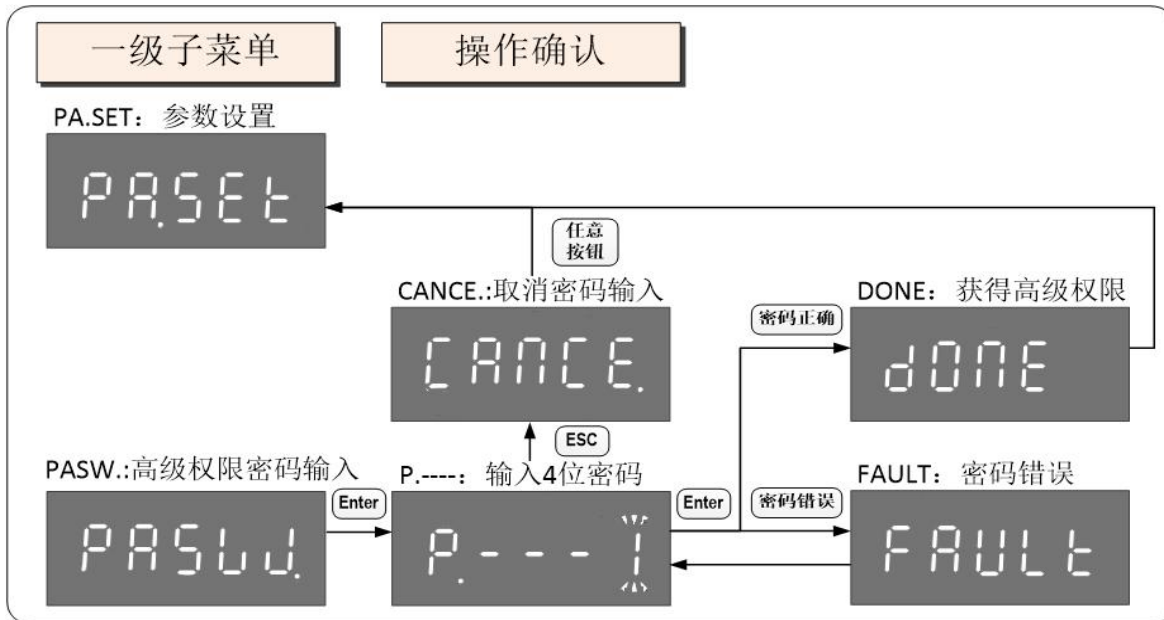 一级子菜单
操作确认
PA.SET：参数设置
PA.SEt
任意
按钮
CANCE.:取消密码输入
CANCE.
DONE：获得高级权限
密码正确
dONE
ESC
PASW.:高级权限密码输入
PASW.
Enter
P.----：输入4位密码
P.---1
Enter
密码错误
FAULT：密码错误
FAULt